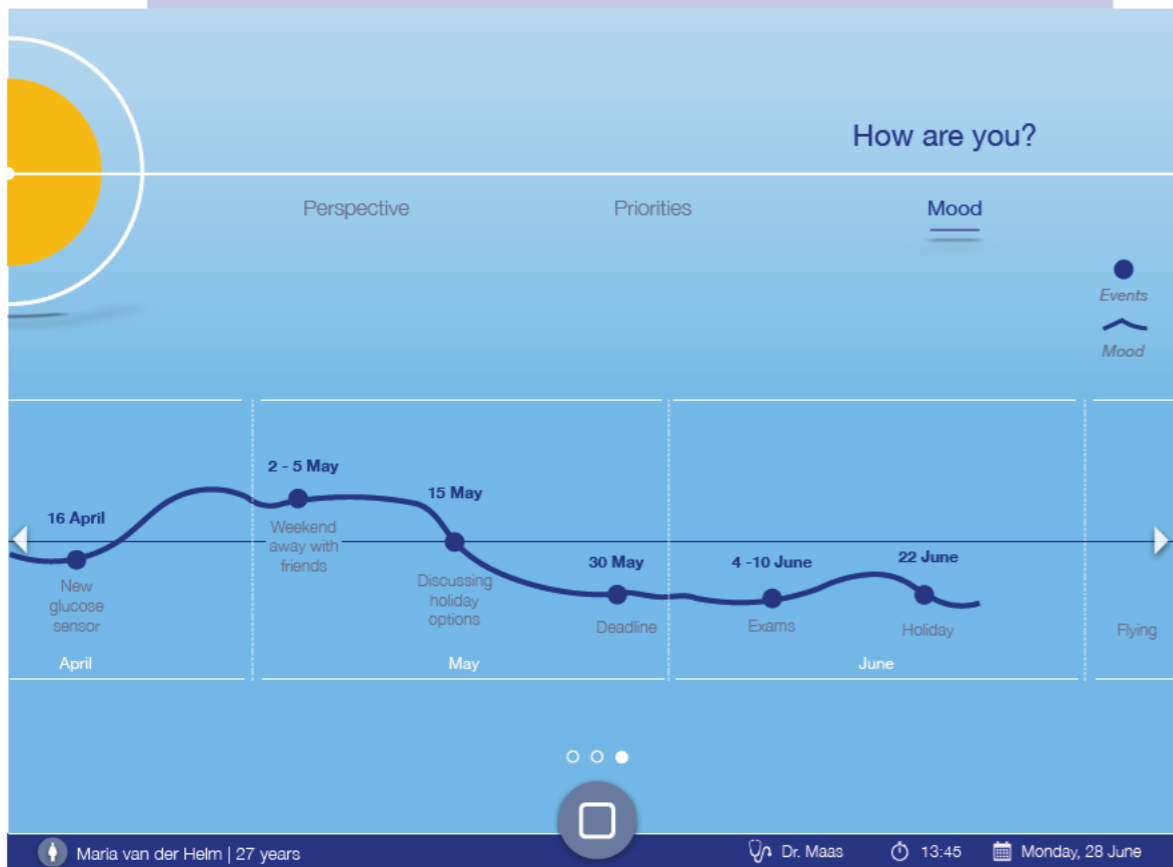 How are you?
Perspective
Priorities
Mood
Events
Mood
16 April
New
glucose
sensor
2 - 5 May
Weekend
away with
friends
15 May
Discussing
holiday
options
30 May
Deadline
4 -10 June
Exams
22 June
Holiday
Flying
April
May
June
Maria van der Helm | 27 years
Dr. Maas
13:45
Monday, 28 June